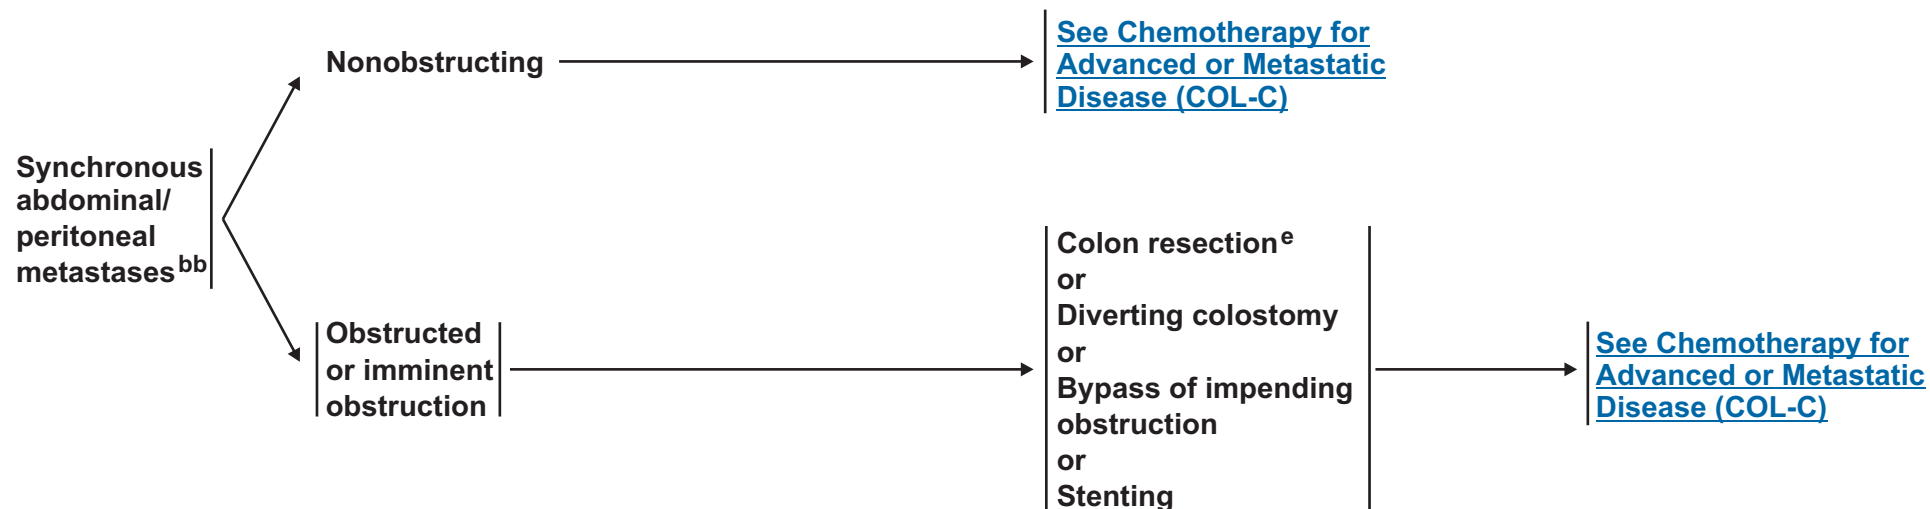 Synchronous
abdominal/
peritoneal
metastases bb
Nonobstructing
See Chemotherapy for
Advanced or Metastatic
Disease (COL-C)
Obstructed
or imminent
obstruction
Colon resection e
or
Diverting colostomy
or
Bypass of impending
obstruction
or
Stenting
See Chemotherapy for
Advanced or Metastatic
Disease (COL-C)